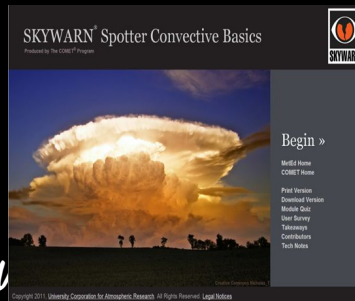 SKYWARN® Spotter Convective Basics
Produced by The COMET® Program
SKYWARN
Begin »
MetEd Home
COMET Home
Print Version
Download Version
Module Quiz
User Survey
Takeaways
Contributors
Tech Notes
Creative Commons
Copyright 2011, University Corporation for Atmospheric Research. All Rights Reserved. Legal Notices